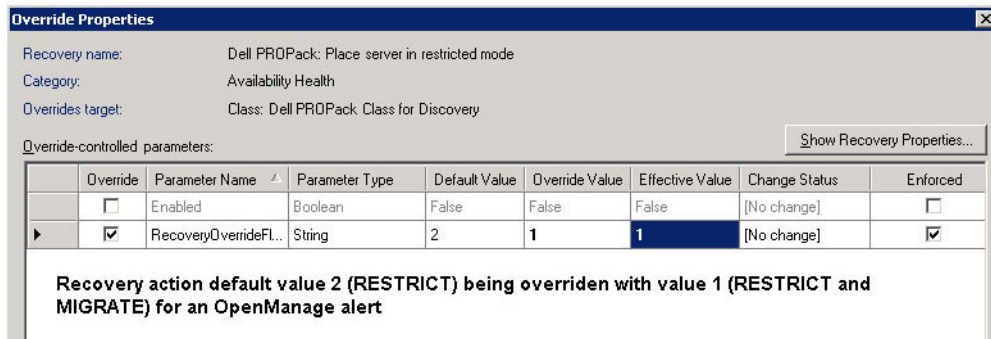 Override Properties
Recovery name: Dell PROPack: Place server in restricted mode
Category: Availability Health
Overrides target: Class: Dell PROPack Class for Discovery
Show Recovery Properties...
Override-controlled parameters:
Override Parameter Name Parameter Type Default Value Override Value Effective Value Change Status Enforced
Enabled Boolean False False False [No change]
RecoveryOverrideFl... String 2 1 1 [No change]
Recovery action default value 2 (RESTRICT) being overriden with value 1 (RESTRICT and
MIGRATE) for an OpenManage alert